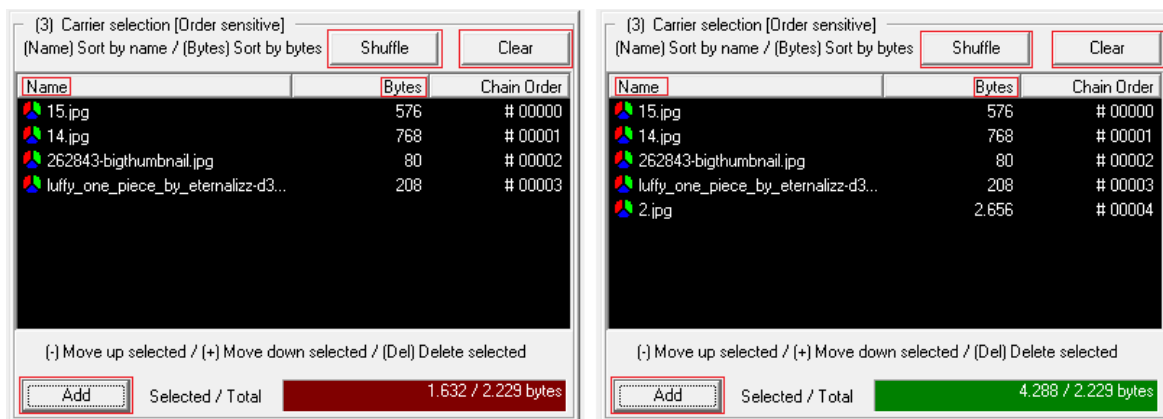 (3) Carrier selection [Order sensitive]
(Name) Sort by name / (Bytes) Sort by bytes Shuffle Clear
Name Bytes Chain Order
15.jpg 576 # 00000
14.jpg 768 # 00001
262843-bigthumbnail.jpg 80 # 00002
luffy_one_piece_by_eternalizz-d3... 208 # 00003
(-) Move up selected / (+) Move down selected / (Del) Delete selected
Add Selected / Total 1.632 / 2.229 bytes
(3) Carrier selection [Order sensitive]
(Name) Sort by name / (Bytes) Sort by bytes Shuffle Clear
Name Bytes Chain Order
15.jpg 576 # 00000
14.jpg 768 # 00001
262843-bigthumbnail.jpg 80 # 00002
luffy_one_piece_by_eternalizz-d3... 208 # 00003
2.jpg 2.656 # 00004
(-) Move up selected / (+) Move down selected / (Del) Delete selected
Add Selected / Total 4.288 / 2.229 bytes